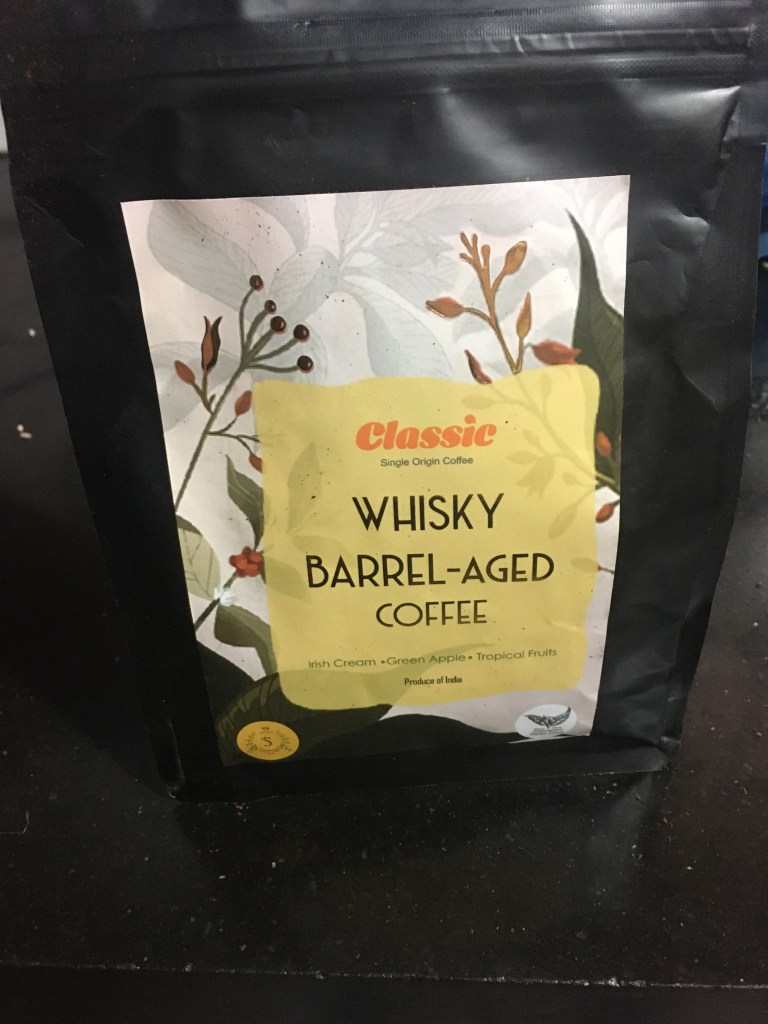 Classic
Single Origin Coffee
WHISKY
BARREL-AGED
COFFEE
Irish Cream • Green Apple • Tropical Fruits
Produce of India
S